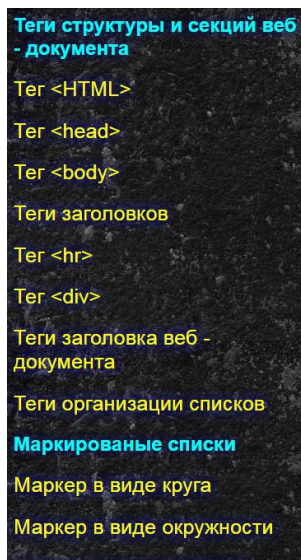 Теги структуры и секций веб
- документа
Тег <HTML>
Тег <head>
Тег <body>
Теги заголовков
Тег <hr>
Тег <div>
Теги заголовка веб -
документа
Теги организации списков
Маркированые списки
Маркер в виде круга
Маркер в виде окружности